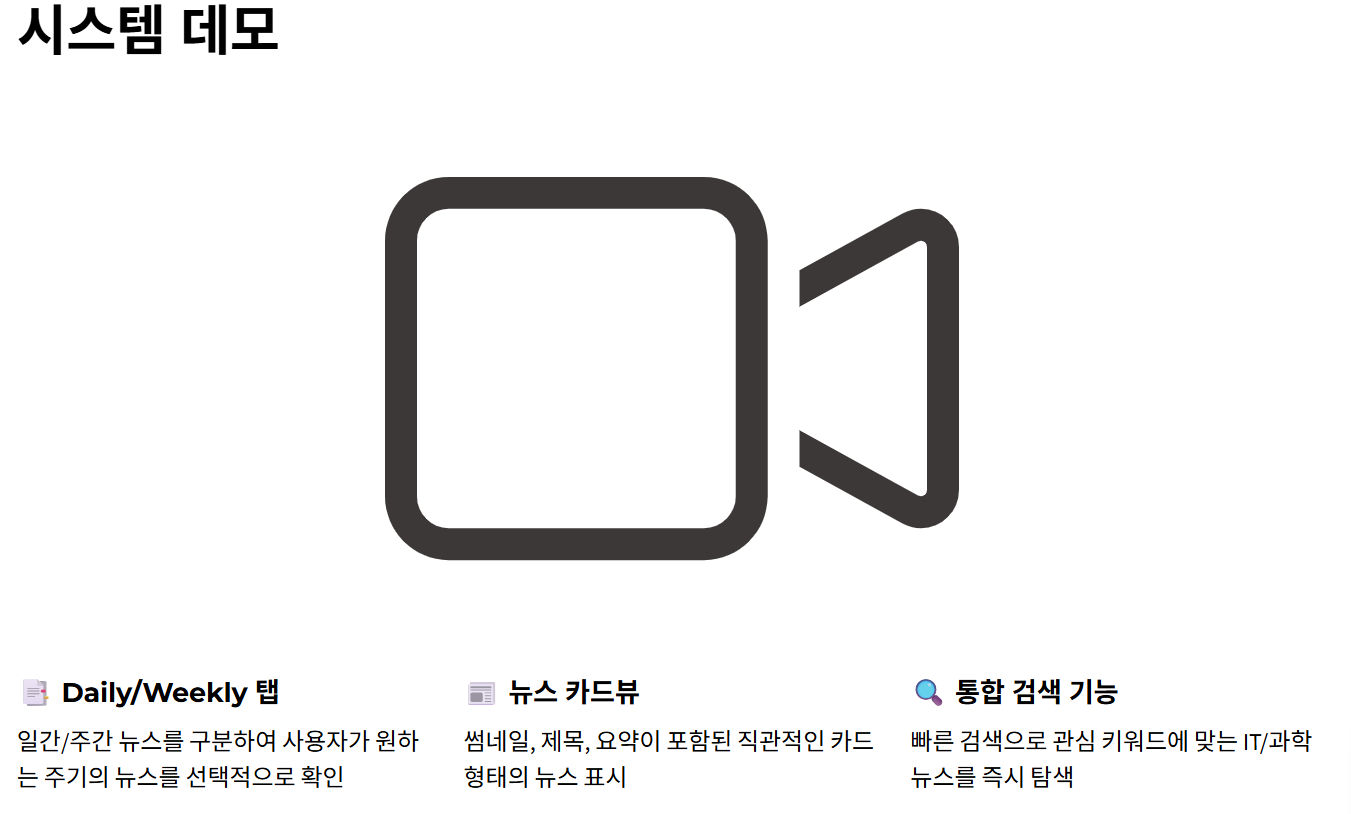 시스템 데모
Daily/Weekly 탭
일간/주간 뉴스를 구분하여 사용자가 원하
는 주기의 뉴스를 선택적으로 확인
뉴스 카드뷰
썸네일, 제목, 요약이 포함된 직관적인 카드
형태의 뉴스 표시
통합 검색 기능
빠른 검색으로 관심 키워드에 맞는 IT/과학
뉴스를 즉시 탐색